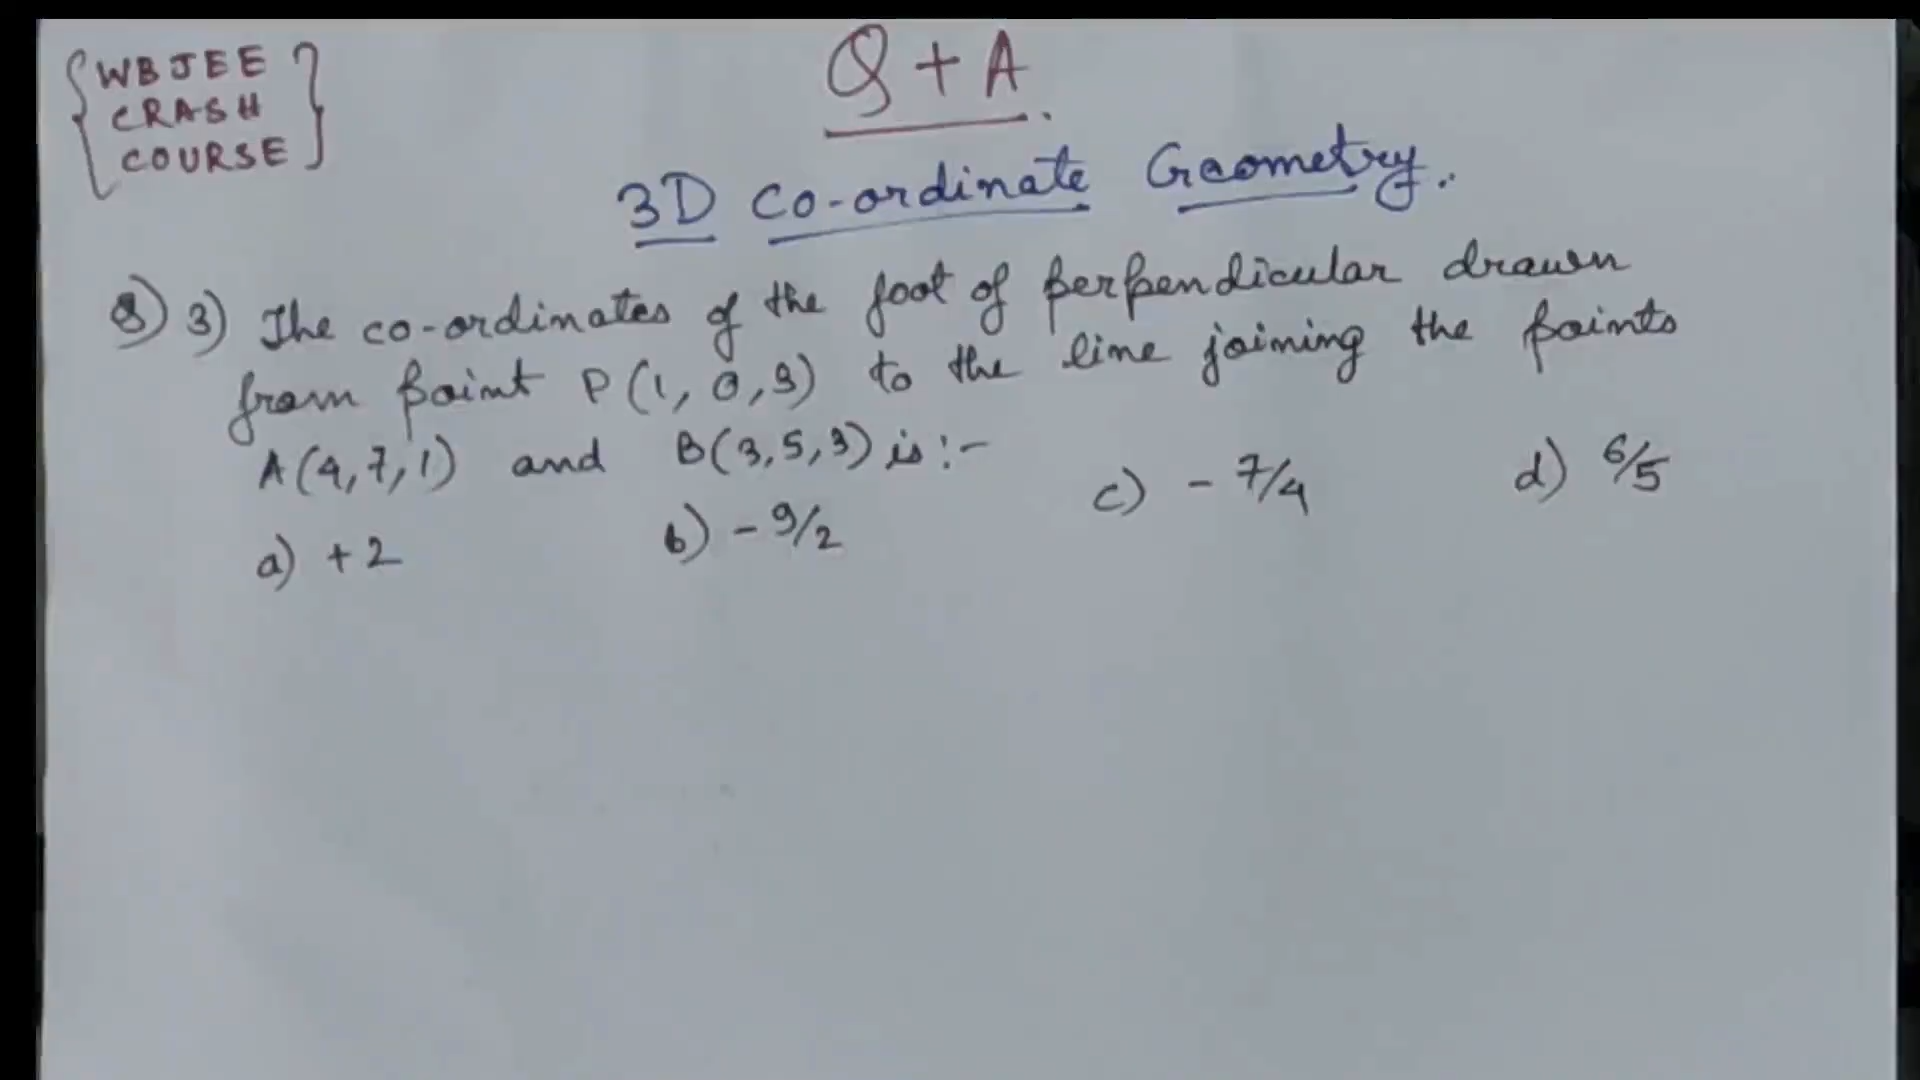 WBJEE
CRASH
COURSE
Q + A.
3D Co-ordinate Geometry.
Q) 3) The co-ordinates of the foot of perpendicular drawn
from point P(1, 0, 3) to the line joining the points
A(4, 7, 1) and B(3, 5, 3) is :-
a) +2 b) - 9/2 c) - 7/4 d) 6/5